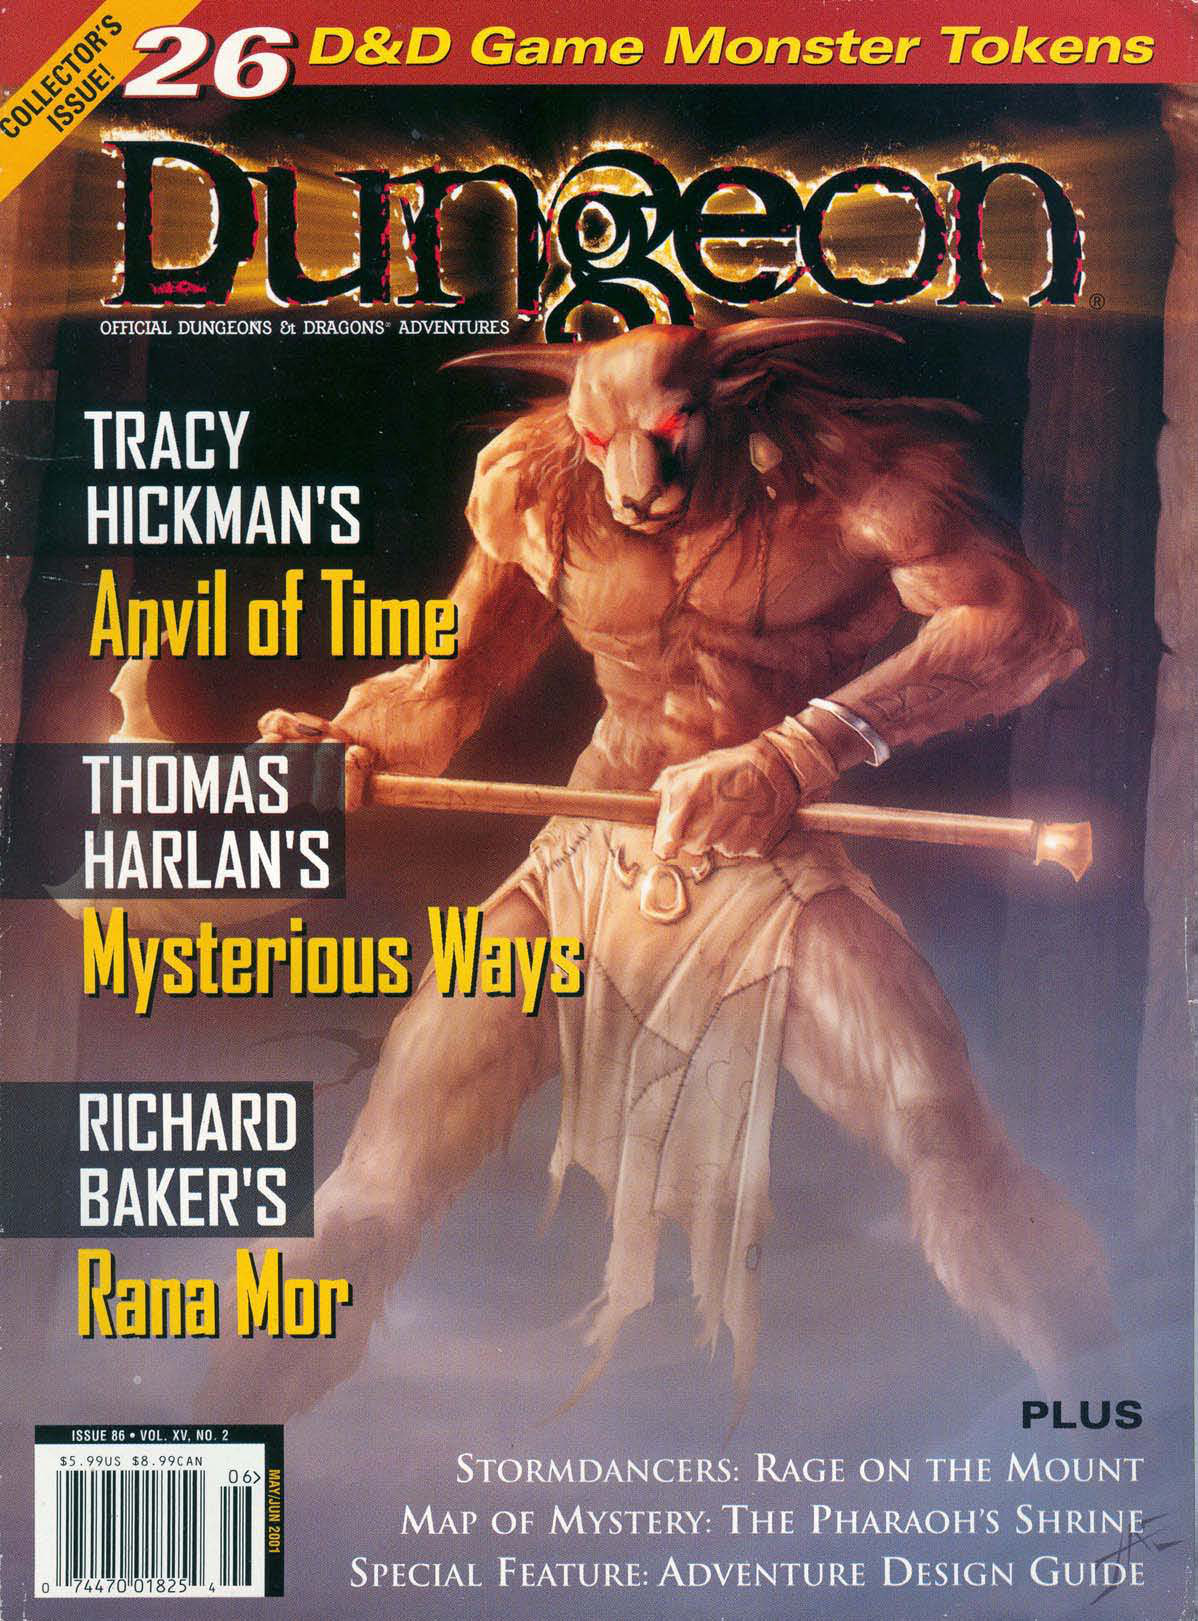 COLLECTOR'S
ISSUE!
26 D&D Game Monster Tokens
Dungeon®
OFFICIAL DUNGEONS & DRAGONS® ADVENTURES
TRACY
HICKMAN'S
Anvil of Time
THOMAS
HARLAN'S
Mysterious Ways
RICHARD
BAKER'S
Rana Mor
PLUS
STORMDANCERS: RAGE ON THE MOUNT
MAP OF MYSTERY: THE PHARAOH'S SHRINE
SPECIAL FEATURE: ADVENTURE DESIGN GUIDE
ISSUE 86 • VOL. XV, NO. 2
$5.99US $8.99CAN
06>
MAY/JUN 2001
0 74470 01825 4